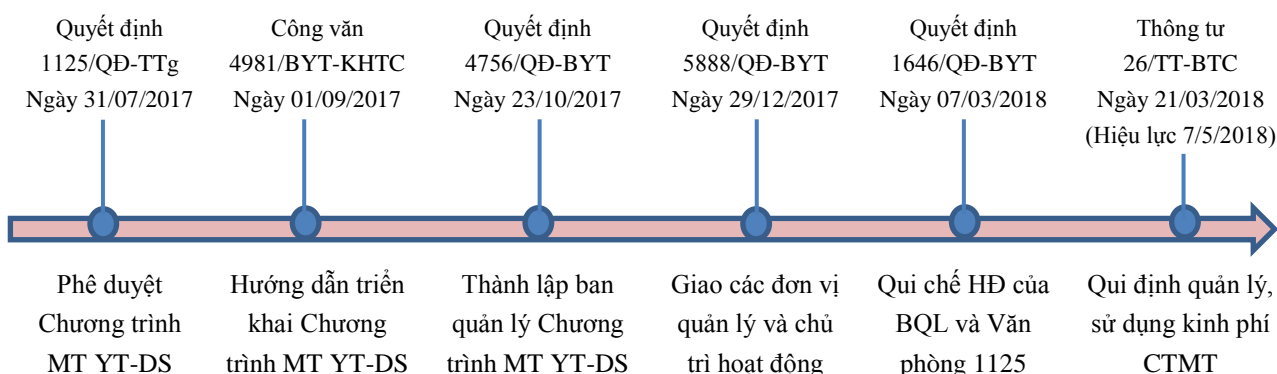 Quyết định
1125/QĐ-TTg
Ngày 31/07/2017
Công văn
4981/BYT-KHTC
Ngày 01/09/2017
Quyết định
4756/QĐ-BYT
Ngày 23/10/2017
Quyết định
5888/QĐ-BYT
Ngày 29/12/2017
Quyết định
1646/QĐ-BYT
Ngày 07/03/2018
Thông tư
26/TT-BTC
Ngày 21/03/2018
(Hiệu lực 7/5/2018)
Phê duyệt
Chương trình
MT YT-DS
Hướng dẫn triển
khai Chương
trình MT YT-DS
Thành lập ban
quản lý Chương
trình MT YT-DS
Giao các đơn vị
quản lý và chủ
trì hoạt động
Qui chế HĐ của
BQL và Văn
phòng 1125
Qui định quản lý,
sử dụng kinh phí
CTMT